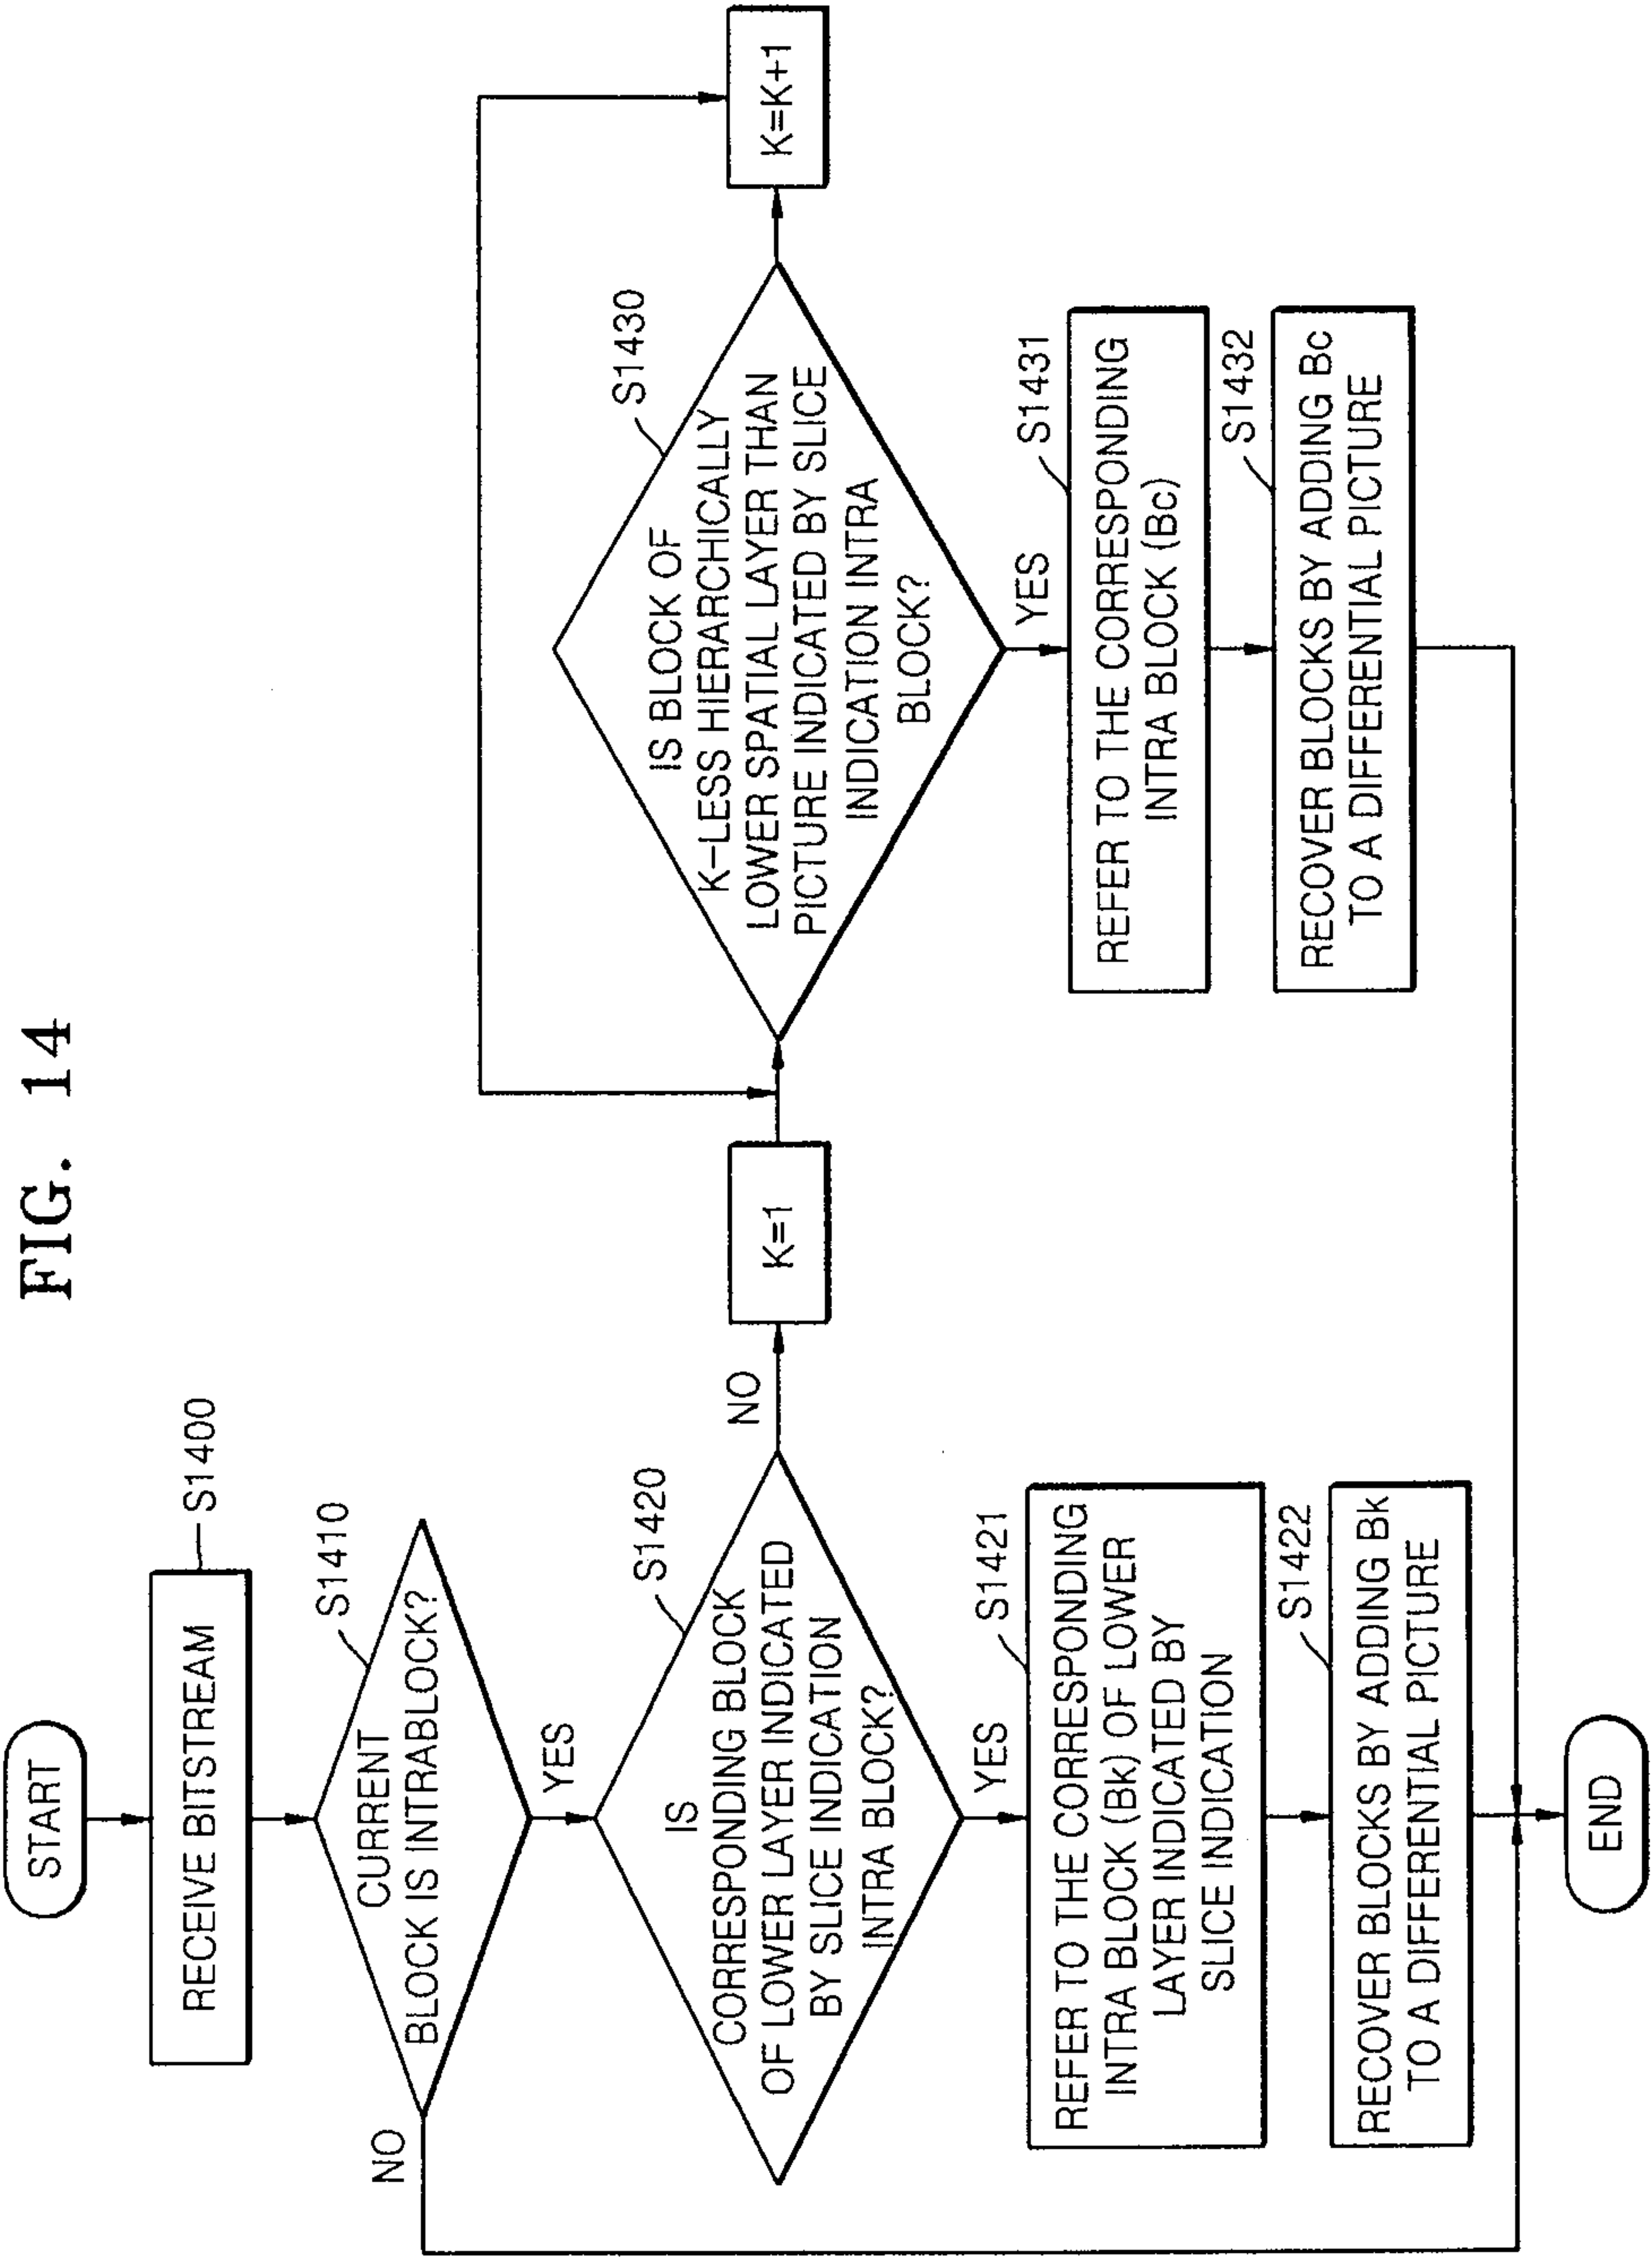 FIG. 14
START
RECEIVE BITSTREAM
S1400
CURRENT
BLOCK IS INTRABLOCK?
S1410
NO
YES
IS
CORRESPONDING BLOCK
OF LOWER LAYER INDICATED
BY SLICE INDICATION
INTRA BLOCK?
S1420
NO
YES
REFER TO THE CORRESPONDING
INTRA BLOCK (Bk) OF LOWER
LAYER INDICATED BY
SLICE INDICATION
S1421
RECOVER BLOCKS BY ADDING Bk
TO A DIFFERENTIAL PICTURE
S1422
K=1
IS BLOCK OF
K-LESS HIERARCHICALLY
LOWER SPATIAL LAYER THAN
PICTURE INDICATED BY SLICE
INDICATION INTRA
BLOCK?
S1430
K=K+1
YES
REFER TO THE CORRESPONDING
INTRA BLOCK (Bc)
S1431
RECOVER BLOCKS BY ADDING Bc
TO A DIFFERENTIAL PICTURE
S1432
END